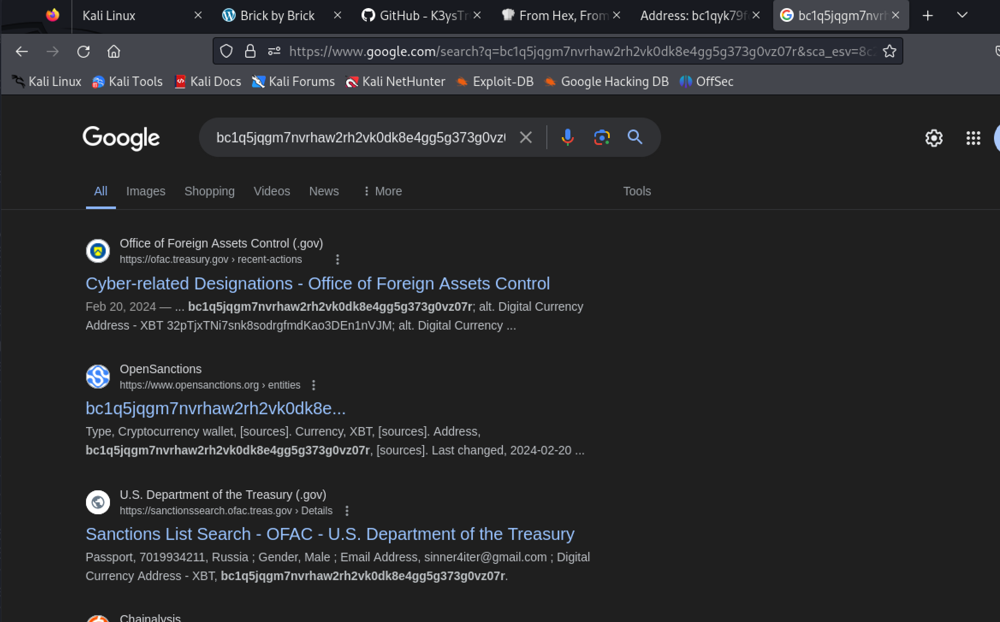 Kali Linux
Brick by Brick
GitHub - K3ysTr
From Hex, From
Address: bc1qyk79f
bc1q5jqgm7nvrh
https://www.google.com/search?q=bc1q5jqgm7nvrhaw2rh2vk0dk8e4gg5g373g0vz07r&sca_esv=8c2
Kali Linux
Kali Tools
Kali Docs
Kali Forums
Kali NetHunter
Exploit-DB
Google Hacking DB
OffSec
Google
bc1q5jqgm7nvrhaw2rh2vk0dk8e4gg5g373g0vz
All
Images
Shopping
Videos
News
More
Tools
Office of Foreign Assets Control (.gov)
https://ofac.treasury.gov › recent-actions
Cyber-related Designations - Office of Foreign Assets Control
Feb 20, 2024 — ... bc1q5jqgm7nvrhaw2rh2vk0dk8e4gg5g373g0vz07r; alt. Digital Currency
Address - XBT 32pTjxTNi7snk8sodrgfmdKao3DEn1nVJM; alt. Digital Currency ...
OpenSanctions
https://www.opensanctions.org › entities
bc1q5jqgm7nvrhaw2rh2vk0dk8e...
Type, Cryptocurrency wallet, [sources]. Currency, XBT, [sources]. Address,
bc1q5jqgm7nvrhaw2rh2vk0dk8e4gg5g373g0vz07r, [sources]. Last changed, 2024-02-20 ...
U.S. Department of the Treasury (.gov)
https://sanctionssearch.ofac.treas.gov › Details
Sanctions List Search - OFAC - U.S. Department of the Treasury
Passport, 7019934211, Russia ; Gender, Male ; Email Address, sinner4iter@gmail.com ; Digital
Currency Address - XBT, bc1q5jqgm7nvrhaw2rh2vk0dk8e4gg5g373g0vz07r.
Chainalysis